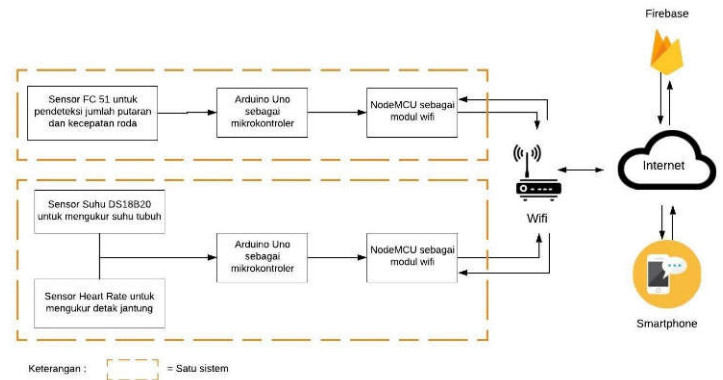 Firebase
Sensor FC 51 untuk
pendeteksi jumlah putaran
dan kecepatan roda
Arduino Uno
sebagai
mikrokontroler
NodeMCU sebagai
modul wifi
Internet
Wifi
Sensor Suhu DS18B20
untuk mengukur suhu tubuh
Arduino Uno
sebagai
mikrokontroler
NodeMCU sebagai
modul wifi
Sensor Heart Rate untuk
mengukur detak jantung
Smartphone
Keterangan :
= Satu sistem